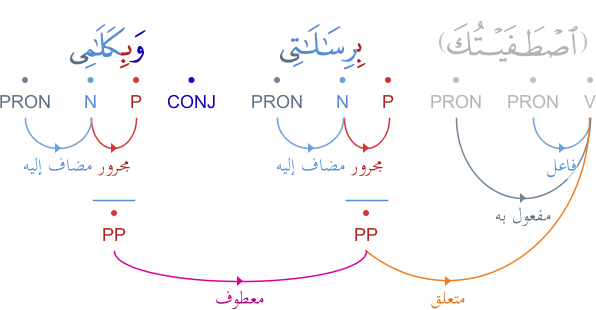 (ٱصْطَفَيْتُكَ) بِرِسَـٰلَـٰتِى وَبِكَلَـٰمِى
V PRON PRON P N PRON CONJ P N PRON
فاعل مجرور مضاف إليه مجرور مضاف إليه
مفعول به
PP PP
متعلق معطوف